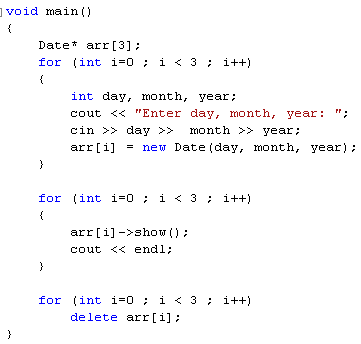 void main()
{
    Date* arr[3];
    for (int i=0 ; i < 3 ; i++)
    {
        int day, month, year;
        cout << "Enter day, month, year: ";
        cin >> day >>  month >> year;
        arr[i] = new Date(day, month, year);
    }

    for (int i=0 ; i < 3 ; i++)
    {
        arr[i]->show();
        cout << endl;
    }

    for (int i=0 ; i < 3 ; i++)
        delete arr[i];
}